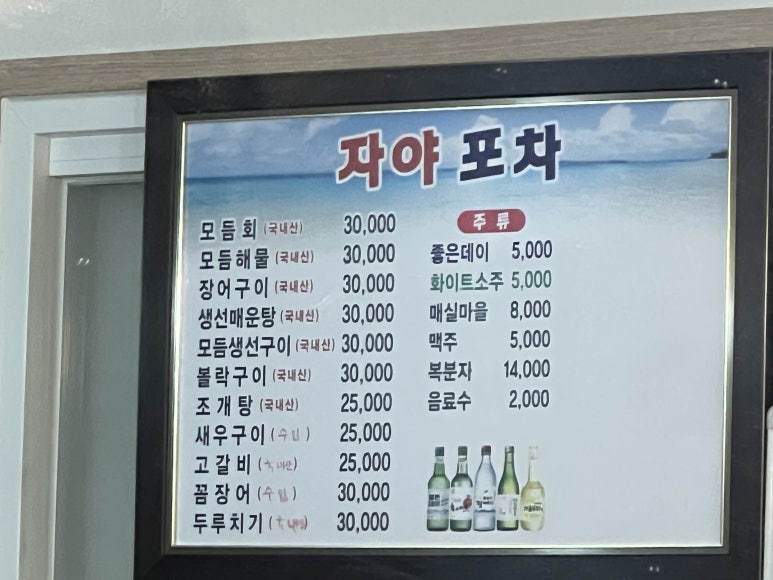 자야 포차
모듬회 (국내산) 30,000
모듬해물 (국내산) 30,000
장어구이 (국내산) 30,000
생선매운탕 (국내산) 30,000
모듬생선구이 (국내산) 30,000
볼락구이 (국내산) 30,000
조개탕 (국내산) 25,000
새우구이 (수입) 25,000
고갈비 25,000
꼼장어 (수입) 30,000
두루치기 30,000
주류
좋은데이 5,000
화이트소주 5,000
매실마을 8,000
맥주 5,000
복분자 14,000
음료수 2,000